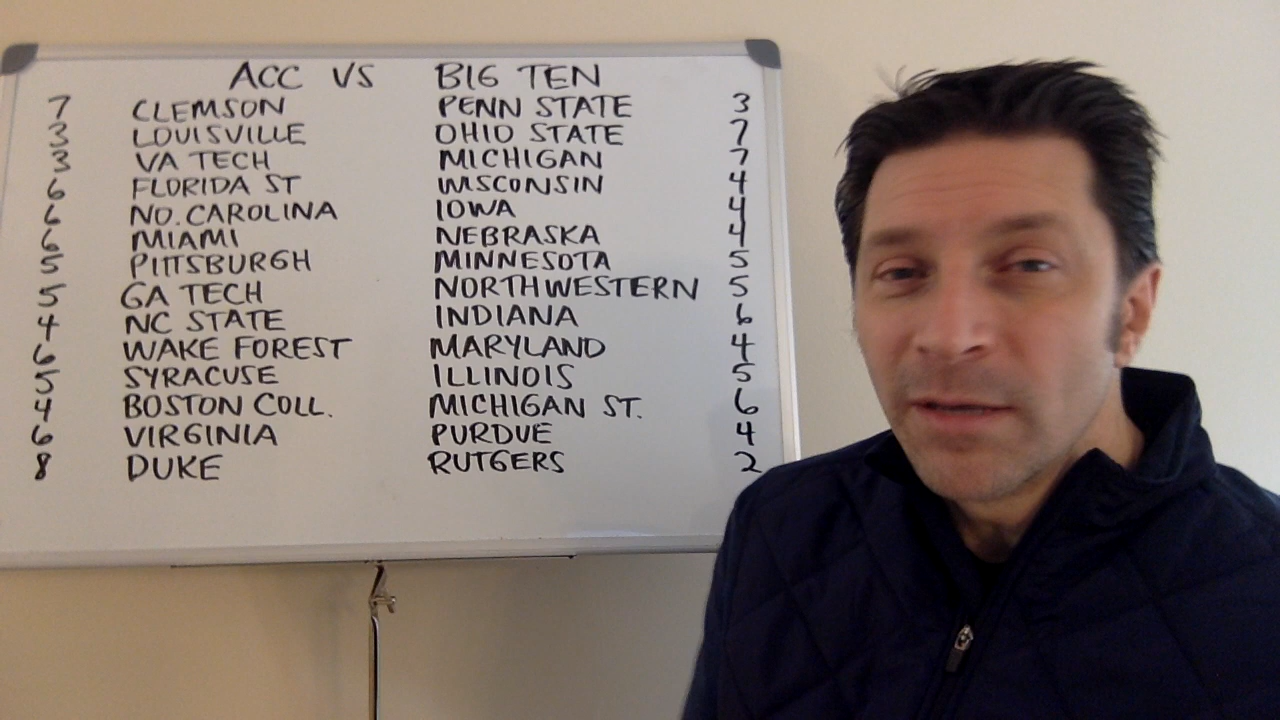 ACC VS BIG TEN
7 CLEMSON PENN STATE 3
3 LOUISVILLE OHIO STATE 7
3 VA TECH MICHIGAN 7
6 FLORIDA ST WISCONSIN 4
6 NO. CAROLINA IOWA 4
6 MIAMI NEBRASKA 4
5 PITTSBURGH MINNESOTA 5
5 GA TECH NORTHWESTERN 5
4 NC STATE INDIANA 6
6 WAKE FOREST MARYLAND 4
5 SYRACUSE ILLINOIS 5
4 BOSTON COLL. MICHIGAN ST. 6
6 VIRGINIA PURDUE 4
8 DUKE RUTGERS 2